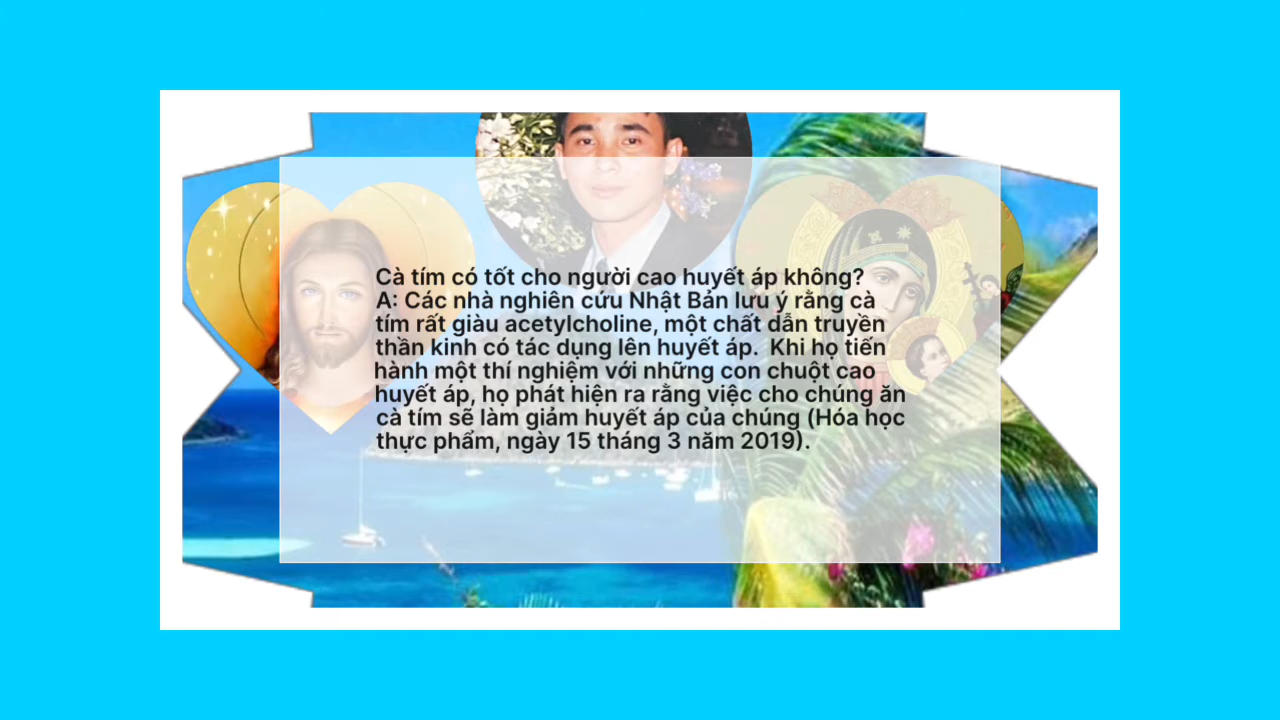 Cà tím có tốt cho người cao huyết áp không?
A: Các nhà nghiên cứu Nhật Bản lưu ý rằng cà
tím rất giàu acetylcholine, một chất dẫn truyền
thần kinh có tác dụng lên huyết áp.  Khi họ tiến
hành một thí nghiệm với những con chuột cao
huyết áp, họ phát hiện ra rằng việc cho chúng ăn
cà tím sẽ làm giảm huyết áp của chúng (Hóa học
thực phẩm, ngày 15 tháng 3 năm 2019).